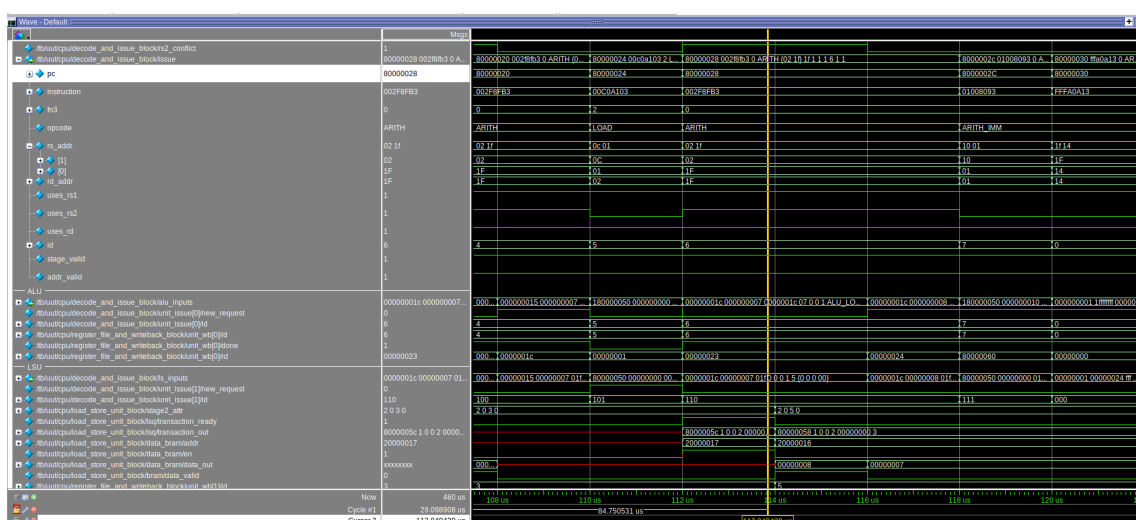 Wave - Default
Msgs
/tb/uut/cpu/decode_and_issue_block/rs2_conflict 1
/tb/uut/cpu/decode_and_issue_block/issue 80000028 002f8fb3 0 A... 80000020 002f8fb3 0 ARITH {0... 80000024 00c0a103 2 L... 80000028 002f8fb3 0 ARITH {02 1f} 1f 1 1 1 6 1 1 8000002c 01008093 0 A... 80000030 fffa0a13 0 AR...
pc 80000028 80000020 80000024 80000028 8000002C 80000030
instruction 002F8FB3 002F8FB3 00C0A103 002F8FB3 01008093 FFFA0A13
fn3 0 0 2 0
opcode ARITH ARITH LOAD ARITH ARITH_IMM
rs_addr 02 1f 02 1f 0c 01 02 1f 10 01 1f 14
[1] 02 02 0C 02 10 1F
[0] 1F 1F 01 1F 01 14
rd_addr 1F 1F 02 1F 01 14
uses_rs1 1
uses_rs2 1
uses_rd 1
id 6 4 5 6 7 0
stage_valid 1
addr_valid 1
ALU
/tb/uut/cpu/decode_and_issue_block/alu_inputs 00000001c 000000007... 000... 000000015 000000007 ... 180000050 000000000 ... 00000001c 000000007 0000001c 07 0 0 1 ALU_LO... 00000001c 000000008 ... 180000050 000000010 ... 000000001 1ffffffff 00000
/tb/uut/cpu/decode_and_issue_block/unit_issue[0]/new_request 0
/tb/uut/cpu/decode_and_issue_block/unit_issue[0]/id 6 4 5 6 7 0
/tb/uut/cpu/register_file_and_writeback_block/unit_wb[0]/id 6 4 5 6 7 0
/tb/uut/cpu/register_file_and_writeback_block/unit_wb[0]/done 1
/tb/uut/cpu/register_file_and_writeback_block/unit_wb[0]/rd 00000023 000... 0000001c 00000001 00000023 00000024 80000060 00000000
LSU
/tb/uut/cpu/decode_and_issue_block/ls_inputs 0000001c 00000007 01... 000... 00000015 00000007 01f... 80000050 00000000 00... 0000001c 00000007 01f0 0 0 1 5 {0 0 0 00} 0000001c 00000008 01f... 80000050 00000000 01... 00000001 00000024 fff...
/tb/uut/cpu/decode_and_issue_block/unit_issue[1]/new_request 0
/tb/uut/cpu/decode_and_issue_block/unit_issue[1]/id 110 100 101 110 111 000
/tb/uut/cpu/load_store_unit_block/stage2_attr 2 0 3 0 2 0 3 0 2 0 5 0
/tb/uut/cpu/load_store_unit_block/lsq/transaction_ready 1
/tb/uut/cpu/load_store_unit_block/lsq/transaction_out 8000005c 1 0 0 2 0000... 8000005c 1 0 0 2 00000... 80000058 1 0 0 2 00000000 3
/tb/uut/cpu/load_store_unit_block/data_bram/addr 20000017 20000017 20000016
/tb/uut/cpu/load_store_unit_block/data_bram/en 1
/tb/uut/cpu/load_store_unit_block/data_bram/data_out xxxxxxxx 000... 00000008 00000007
/tb/uut/cpu/load_store_unit_block/bram/data_valid 0
/tb/uut/cpu/register_file_and_writeback_block/unit_wb[1]/id 3 3 5
Now 460 us 108 us 110 us 112 us 114 us 116 us 118 us 120 us
Cycle #1 29.098908 us 84.750531 us